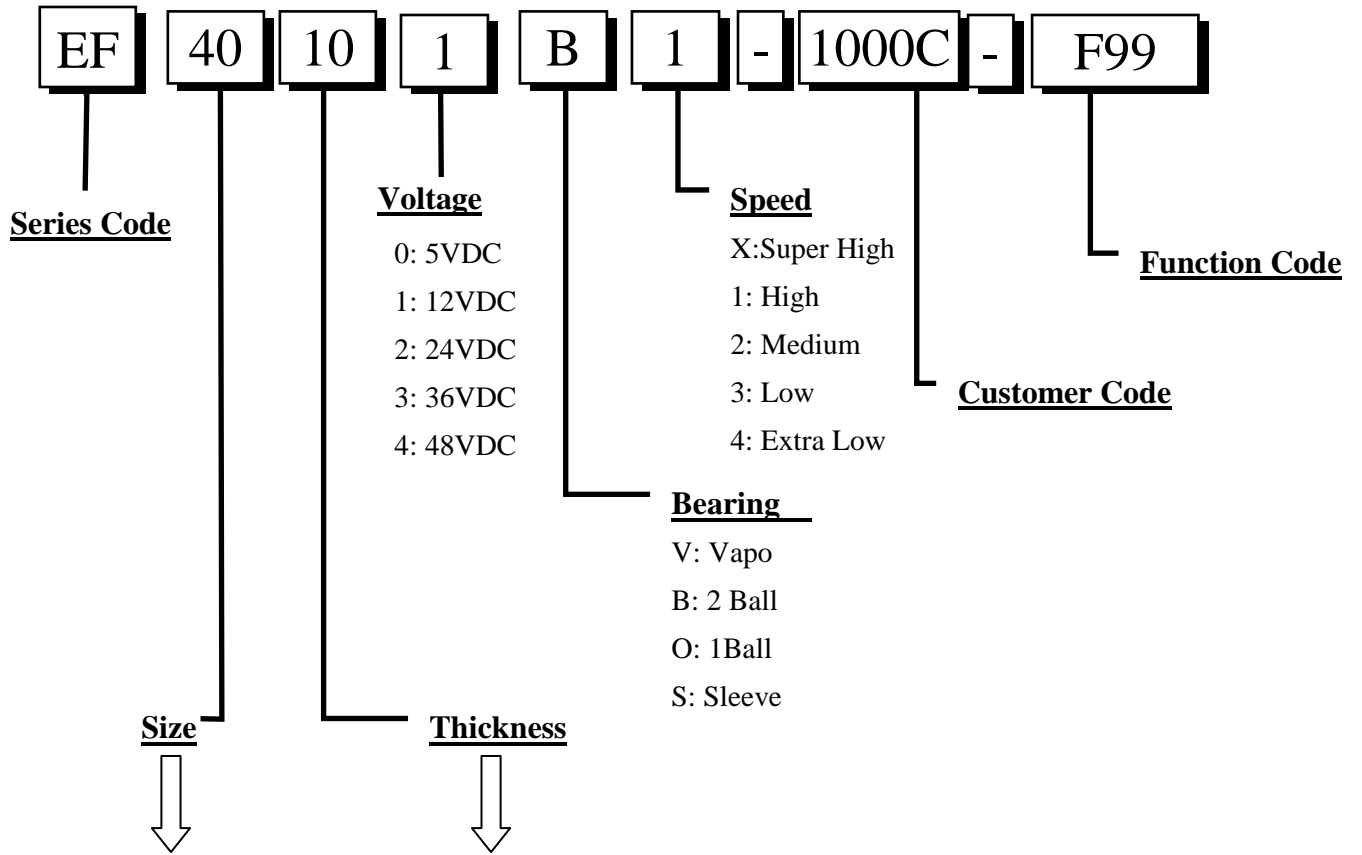 EF 40 10 1 B 1 - 1000C - F99
Series Code
Voltage
0: 5VDC
1: 12VDC
2: 24VDC
3: 36VDC
4: 48VDC
Speed
X:Super High
1: High
2: Medium
3: Low
4: Extra Low
Function Code
Customer Code
Bearing
V: Vapo
B: 2 Ball
O: 1Ball
S: Sleeve
Size
Thickness